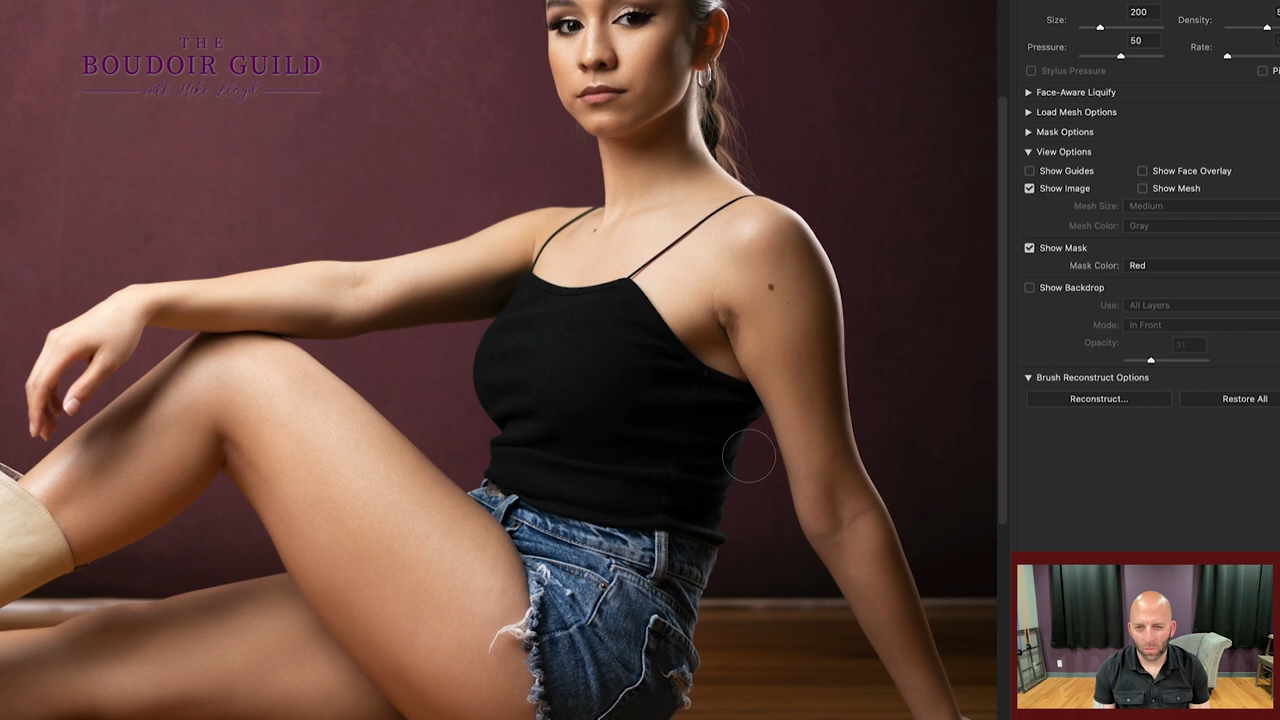 THE
BOUDOIR GUILD
with Mike Lloyd
Size: 200 Density:
Pressure: 50 Rate:
Stylus Pressure
Face-Aware Liquify
Load Mesh Options
Mask Options
View Options
Show Guides Show Face Overlay
Show Image Show Mesh
Mesh Size: Medium
Mesh Color: Gray
Show Mask
Mask Color: Red
Show Backdrop
Use: All Layers
Mode: In Front
Opacity: 31
Brush Reconstruct Options
Reconstruct... Restore All